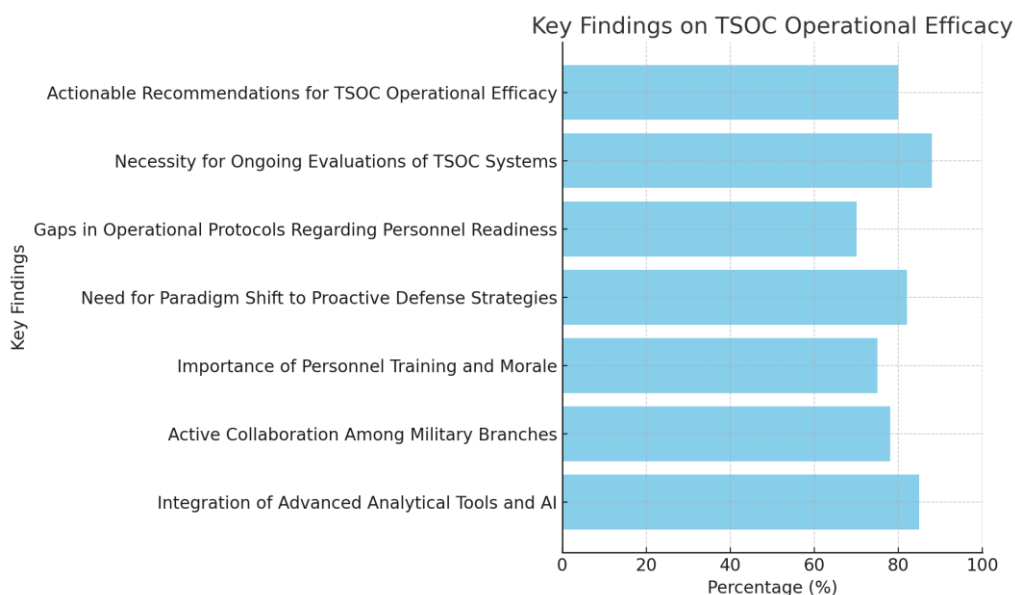 Key Findings on TSOC Operational Efficacy
Key Findings
Actionable Recommendations for TSOC Operational Efficacy
Necessity for Ongoing Evaluations of TSOC Systems
Gaps in Operational Protocols Regarding Personnel Readiness
Need for Paradigm Shift to Proactive Defense Strategies
Importance of Personnel Training and Morale
Active Collaboration Among Military Branches
Integration of Advanced Analytical Tools and AI
0 20 40 60 80 100
Percentage (%)